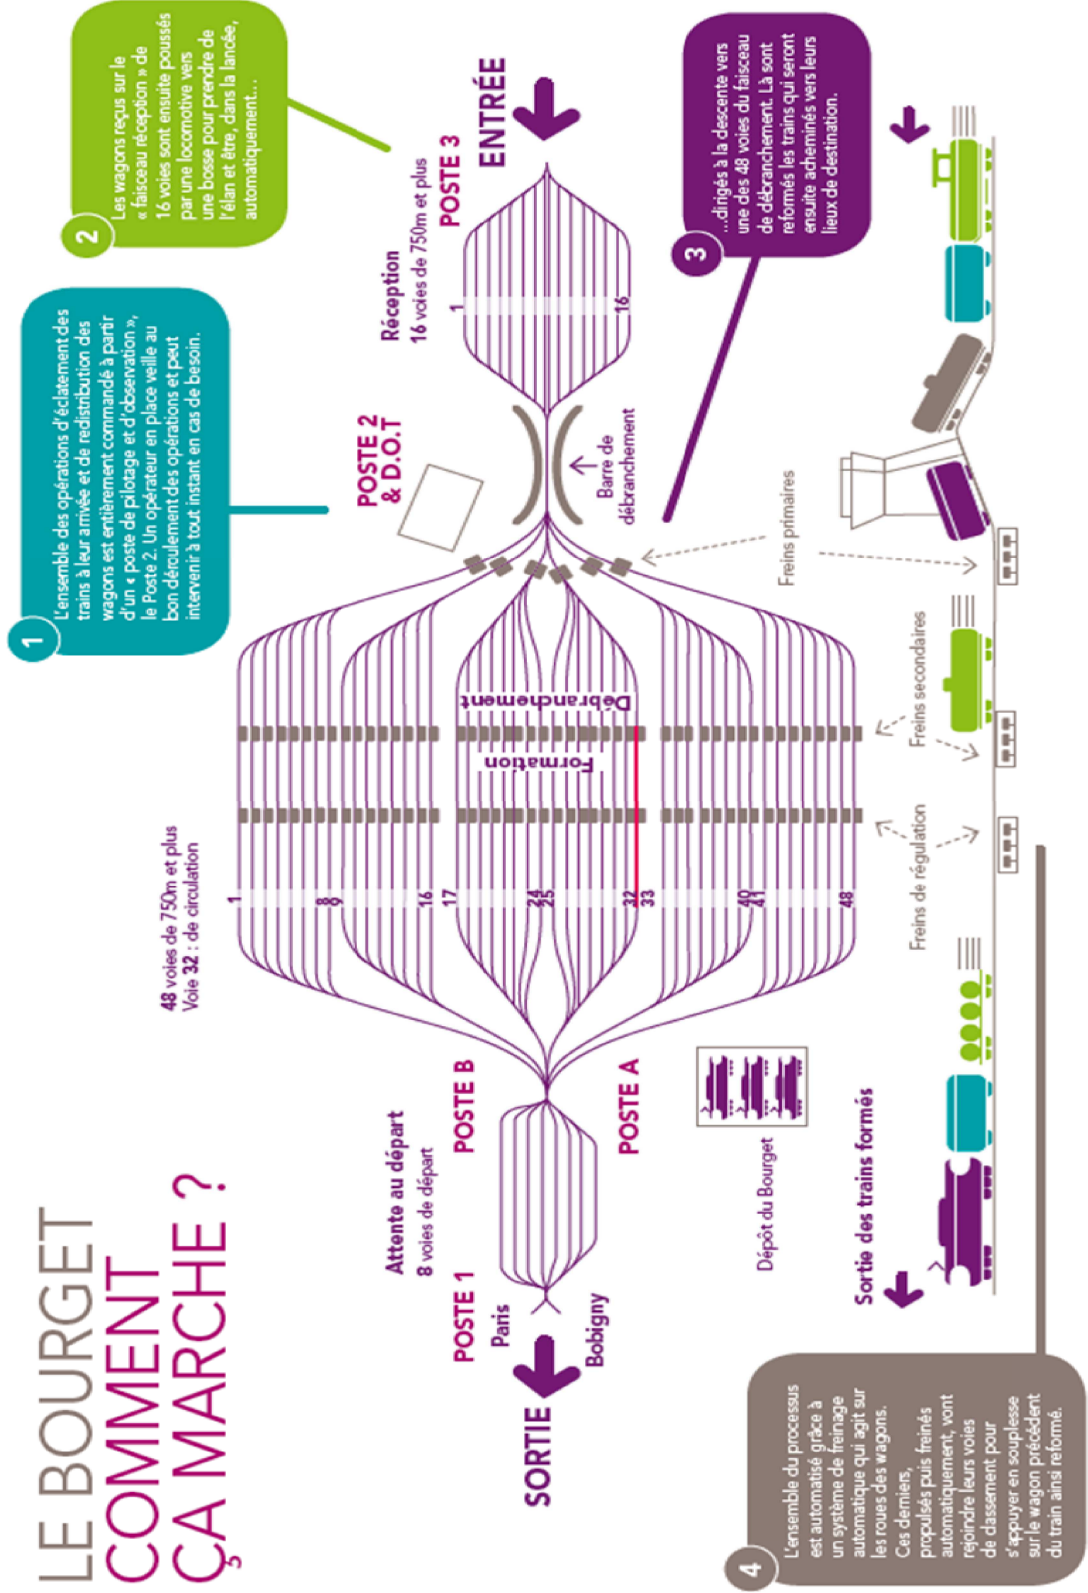 LE BOURGET
COMMENT
ÇA MARCHE ?
1
L'ensemble des opérations d'éclatement des
trains à leur arrivée et de redistribution des
wagons est entièrement commandé à partir
d'un « poste de pilotage et d'observation »,
le Poste 2. Un opérateur en place veille au
bon déroulement des opérations et peut
intervenir à tout instant en cas de besoin.
2
Les wagons reçus sur le
« faisceau réception » de
16 voies sont ensuite poussés
par une locomotive vers
une bosse pour prendre de
l'élan et être, dans la lancée,
automatiquement...
48 voies de 750m et plus
Voie 32 : de circulation
POSTE 2
& D.O.T
Réception
16 voies de 750m et plus
POSTE 3
ENTRÉE
1
16
Barre de
débranchement
Attente au départ
8 voies de départ
POSTE 1
POSTE B
Paris
SORTIE
Bobigny
POSTE A
1
8
9
16
17
24
25
32
33
40
41
48
Formation
Débranchement
Dépôt du Bourget
Freins primaires
Freins secondaires
Freins de régulation
3
...dirigés à la descente vers
une des 48 voies du faisceau
de débranchement. Là sont
reformés les trains qui seront
ensuite acheminés vers leurs
lieux de destination.
Sortie des trains formés
4
L'ensemble du processus
est automatisé grâce à
un système de freinage
automatique qui agit sur
les roues des wagons.
Ces derniers,
propulsés puis freinés
automatiquement, vont
rejoindre leurs voies
de classement pour
s'appuyer en souplesse
sur le wagon précédent
du train ainsi reformé.